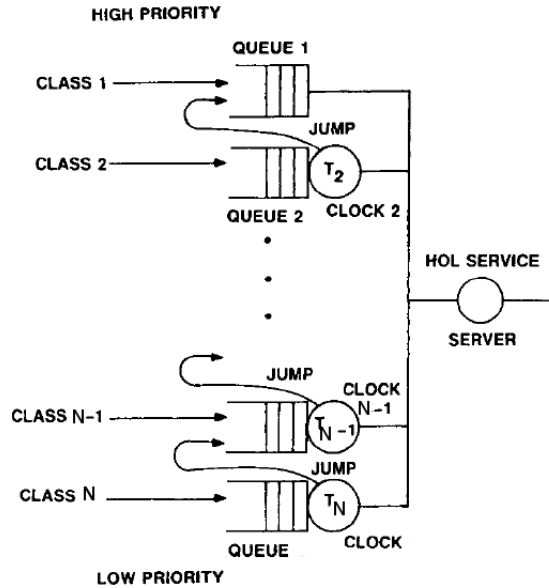 HIGH PRIORITY
QUEUE 1
CLASS 1
JUMP
CLASS 2
T2
QUEUE 2
CLOCK 2
HOL SERVICE
SERVER
JUMP
CLOCK
N-1
CLASS N-1
TN-1
JUMP
CLASS N
TN
QUEUE
CLOCK
LOW PRIORITY